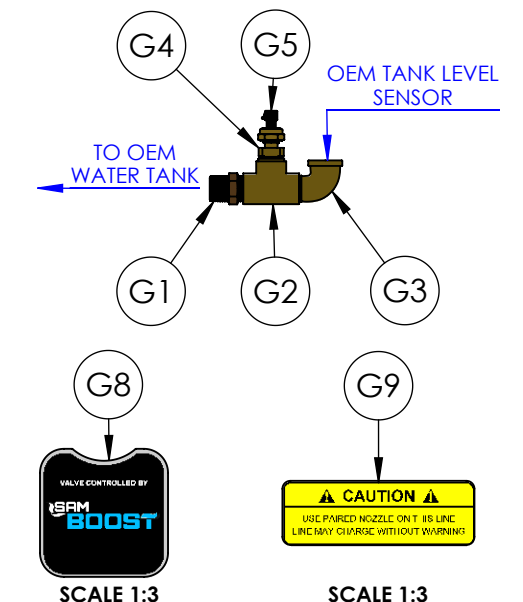 G4
G5
OEM TANK LEVEL
SENSOR
TO OEM
WATER TANK
G1
G2
G3
G8
G9
VALVE CONTROLLED BY
SAM
BOOST
CAUTION
USE PAIRED NOZZLE ON THIS LINE
LINE MAY CHARGE WITHOUT WARNING
SCALE 1:3
SCALE 1:3